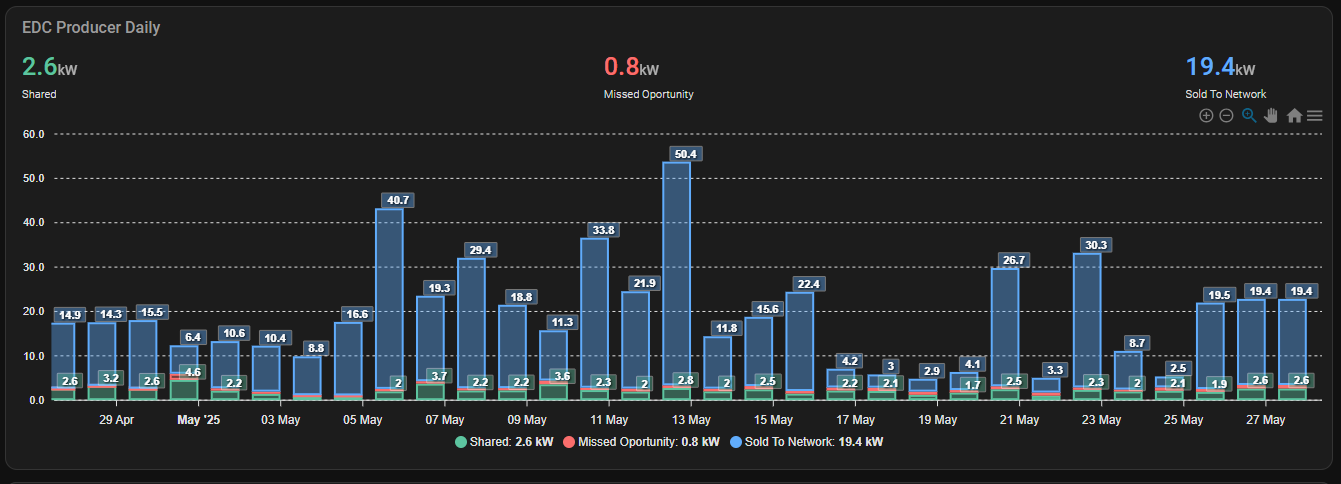 EDC Producer Daily
2.6kW 0.8kW 19.4kW
Shared Missed Oportunity Sold To Network
60.0
50.0
40.0
30.0
20.0
10.0
0.0
14.9 14.3 15.5 6.4 10.6 10.4 8.8 16.6 40.7 19.3 29.4 18.8 11.3 33.8 21.9 50.4 11.8 15.6 22.4 4.2 3 2.9 4.1 26.7 3.3 30.3 8.7 2.5 19.5 19.4 19.4
2.6 3.2 2.6 4.6 2.2 2 3.7 2.2 2.2 3.6 2.3 2 2.8 2 2.5 2.2 2.1 1.7 2.5 2.3 2 2.1 1.9 2.6 2.6
29 Apr May '25 03 May 05 May 07 May 09 May 11 May 13 May 15 May 17 May 19 May 21 May 23 May 25 May 27 May
Shared: 2.6 kW Missed Oportunity: 0.8 kW Sold To Network: 19.4 kW